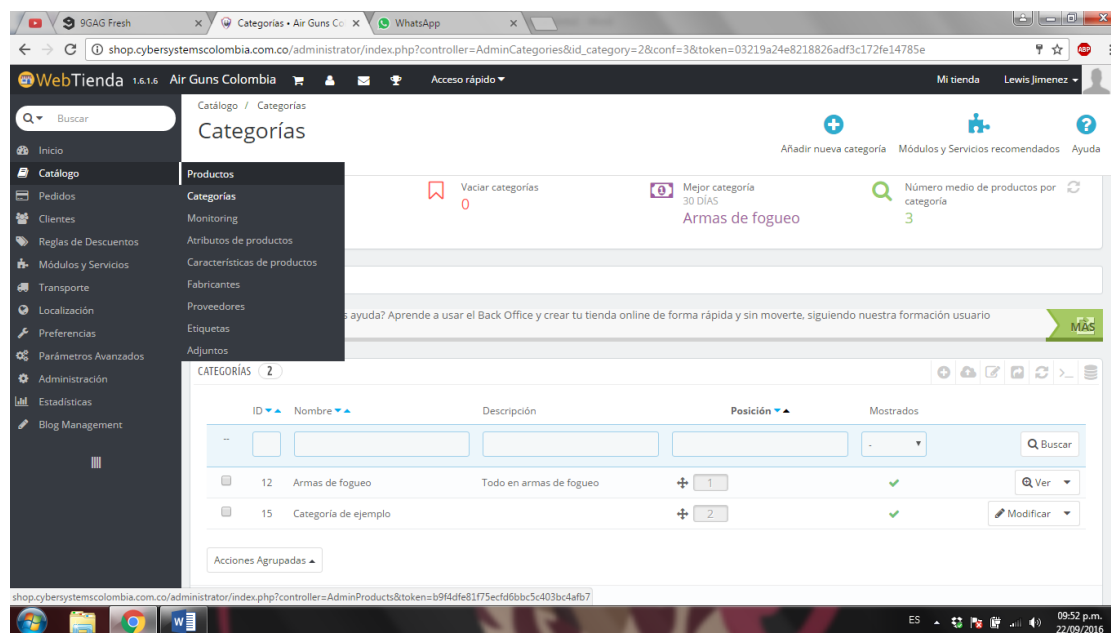 9GAG Fresh
Categorías • Air Guns Co
WhatsApp
shop.cybersystemscolombia.com.co/administrator/index.php?controller=AdminCategories&id_category=2&conf=3&token=03219a24e8218826adf3c172fe14785e
ABP
WebTienda 1.6.1.6 Air Guns Colombia Acceso rápido Mi tienda Lewis Jimenez
Buscar
Inicio
Catálogo
Pedidos
Clientes
Reglas de Descuentos
Módulos y Servicios
Transporte
Localización
Preferencias
Parámetros Avanzados
Administración
Estadísticas
Blog Management
Catálogo / Categorías
Categorías
Añadir nueva categoría
Módulos y Servicios recomendados
Ayuda
Productos
Categorías
Monitoring
Atributos de productos
Características de productos
Fabricantes
Proveedores
Etiquetas
Adjuntos
Vaciar categorías
0
Mejor categoría
30 DÍAS
Armas de fogueo
Número medio de productos por
categoría
3
ayuda? Aprende a usar el Back Office y crear tu tienda online de forma rápida y sin moverte, siguiendo nuestra formación usuario
MÁS
CATEGORÍAS 2
ID Nombre Descripción Posición Mostrados
-- - Buscar
12 Armas de fogueo Todo en armas de fogueo 1 Ver
15 Categoría de ejemplo 2 Modificar
Acciones Agrupadas
shop.cybersystemscolombia.com.co/administrator/index.php?controller=AdminProducts&token=b9f4dfe81f75ecfd6bbc5c403bc4afb7
ES
09:52 p.m.
22/09/2016